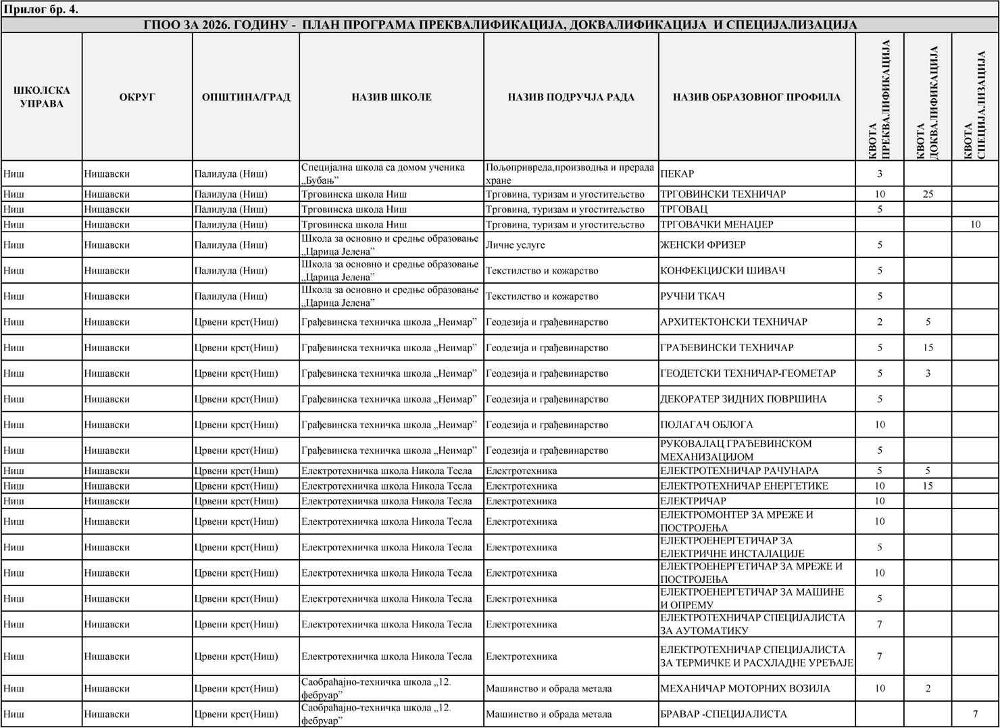 Прилог бр. 4.
ГПОО ЗА 2026. ГОДИНУ - ПЛАН ПРОГРАМА ПРЕКВАЛИФИКАЦИЈА, ДОКВАЛИФИКАЦИЈА И СПЕЦИЈАЛИЗАЦИЈА
ШКОЛСКА УПРАВА ОКРУГ ОПШТИНА/ГРАД НАЗИВ ШКОЛЕ НАЗИВ ПОДРУЧЈА РАДА НАЗИВ ОБРАЗОВНОГ ПРОФИЛА КВОТА ПРЕКВАЛИФИКАЦИЈА КВОТА ДОКВАЛИФИКАЦИЈА КВОТА СПЕЦИЈАЛИЗАЦИЈА
Ниш Нишавски Палилула (Ниш) Специјална школа са домом ученика „Бубањ” Пољопривреда,производња и прерада хране ПЕКАР 3
Ниш Нишавски Палилула (Ниш) Трговинска школа Ниш Трговина, туризам и угоститељство ТРГОВИНСКИ ТЕХНИЧАР 10 25
Ниш Нишавски Палилула (Ниш) Трговинска школа Ниш Трговина, туризам и угоститељство ТРГОВАЦ 5
Ниш Нишавски Палилула (Ниш) Трговинска школа Ниш Трговина, туризам и угоститељство ТРГОВАЧКИ МЕНАЏЕР 10
Ниш Нишавски Палилула (Ниш) Школа за основно и средње образовање „Царица Јелена” Личне услуге ЖЕНСКИ ФРИЗЕР 5
Ниш Нишавски Палилула (Ниш) Школа за основно и средње образовање „Царица Јелена” Текстилство и кожарство КОНФЕКЦИЈСКИ ШИВАЧ 5
Ниш Нишавски Палилула (Ниш) Школа за основно и средње образовање „Царица Јелена” Текстилство и кожарство РУЧНИ ТКАЧ 5
Ниш Нишавски Црвени крст(Ниш) Грађевинска техничка школа „Неимар” Геодезија и грађевинарство АРХИТЕКТОНСКИ ТЕХНИЧАР 2 5
Ниш Нишавски Црвени крст(Ниш) Грађевинска техничка школа „Неимар” Геодезија и грађевинарство ГРАЂЕВИНСКИ ТЕХНИЧАР 5 15
Ниш Нишавски Црвени крст(Ниш) Грађевинска техничка школа „Неимар” Геодезија и грађевинарство ГЕОДЕТСКИ ТЕХНИЧАР-ГЕОМЕТАР 5 3
Ниш Нишавски Црвени крст(Ниш) Грађевинска техничка школа „Неимар” Геодезија и грађевинарство ДЕКОРАТЕР ЗИДНИХ ПОВРШИНА 5
Ниш Нишавски Црвени крст(Ниш) Грађевинска техничка школа „Неимар” Геодезија и грађевинарство ПОЛАГАЧ ОБЛОГА 10
Ниш Нишавски Црвени крст(Ниш) Грађевинска техничка школа „Неимар” Геодезија и грађевинарство РУКОВАЛАЦ ГРАЂЕВИНСКОМ МЕХАНИЗАЦИЈОМ 5
Ниш Нишавски Црвени крст(Ниш) Електротехничка школа Никола Тесла Електротехника ЕЛЕКТРОТЕХНИЧАР РАЧУНАРА 5 5
Ниш Нишавски Црвени крст(Ниш) Електротехничка школа Никола Тесла Електротехника ЕЛЕКТРОТЕХНИЧАР ЕНЕРГЕТИКЕ 10 15
Ниш Нишавски Црвени крст(Ниш) Електротехничка школа Никола Тесла Електротехника ЕЛЕКТРИЧАР 10
Ниш Нишавски Црвени крст(Ниш) Електротехничка школа Никола Тесла Електротехника ЕЛЕКТРОМОНТЕР ЗА МРЕЖЕ И ПОСТРОЈЕЊА 10
Ниш Нишавски Црвени крст(Ниш) Електротехничка школа Никола Тесла Електротехника ЕЛЕКТРОЕНЕРГЕТИЧАР ЗА ЕЛЕКТРИЧНЕ ИНСТАЛАЦИЈЕ 5
Ниш Нишавски Црвени крст(Ниш) Електротехничка школа Никола Тесла Електротехника ЕЛЕКТРОЕНЕРГЕТИЧАР ЗА МРЕЖЕ И ПОСТРОЈЕЊА 10
Ниш Нишавски Црвени крст(Ниш) Електротехничка школа Никола Тесла Електротехника ЕЛЕКТРОЕНЕРГЕТИЧАР ЗА МАШИНЕ И ОПРЕМУ 5
Ниш Нишавски Црвени крст(Ниш) Електротехничка школа Никола Тесла Електротехника ЕЛЕКТРОТЕХНИЧАР СПЕЦИЈАЛИСТА ЗА АУТОМАТИКУ 7
Ниш Нишавски Црвени крст(Ниш) Електротехничка школа Никола Тесла Електротехника ЕЛЕКТРОТЕХНИЧАР СПЕЦИЈАЛИСТА ЗА ТЕРМИЧКЕ И РАСХЛАДНЕ УРЕЂАЈЕ 7
Ниш Нишавски Црвени крст(Ниш) Саобраћајно-техничка школа „12. фебруар” Машинство и обрада метала МЕХАНИЧАР МОТОРНИХ ВОЗИЛА 10 2
Ниш Нишавски Црвени крст(Ниш) Саобраћајно-техничка школа „12. фебруар” Машинство и обрада метала БРАВАР -СПЕЦИЈАЛИСТА 7